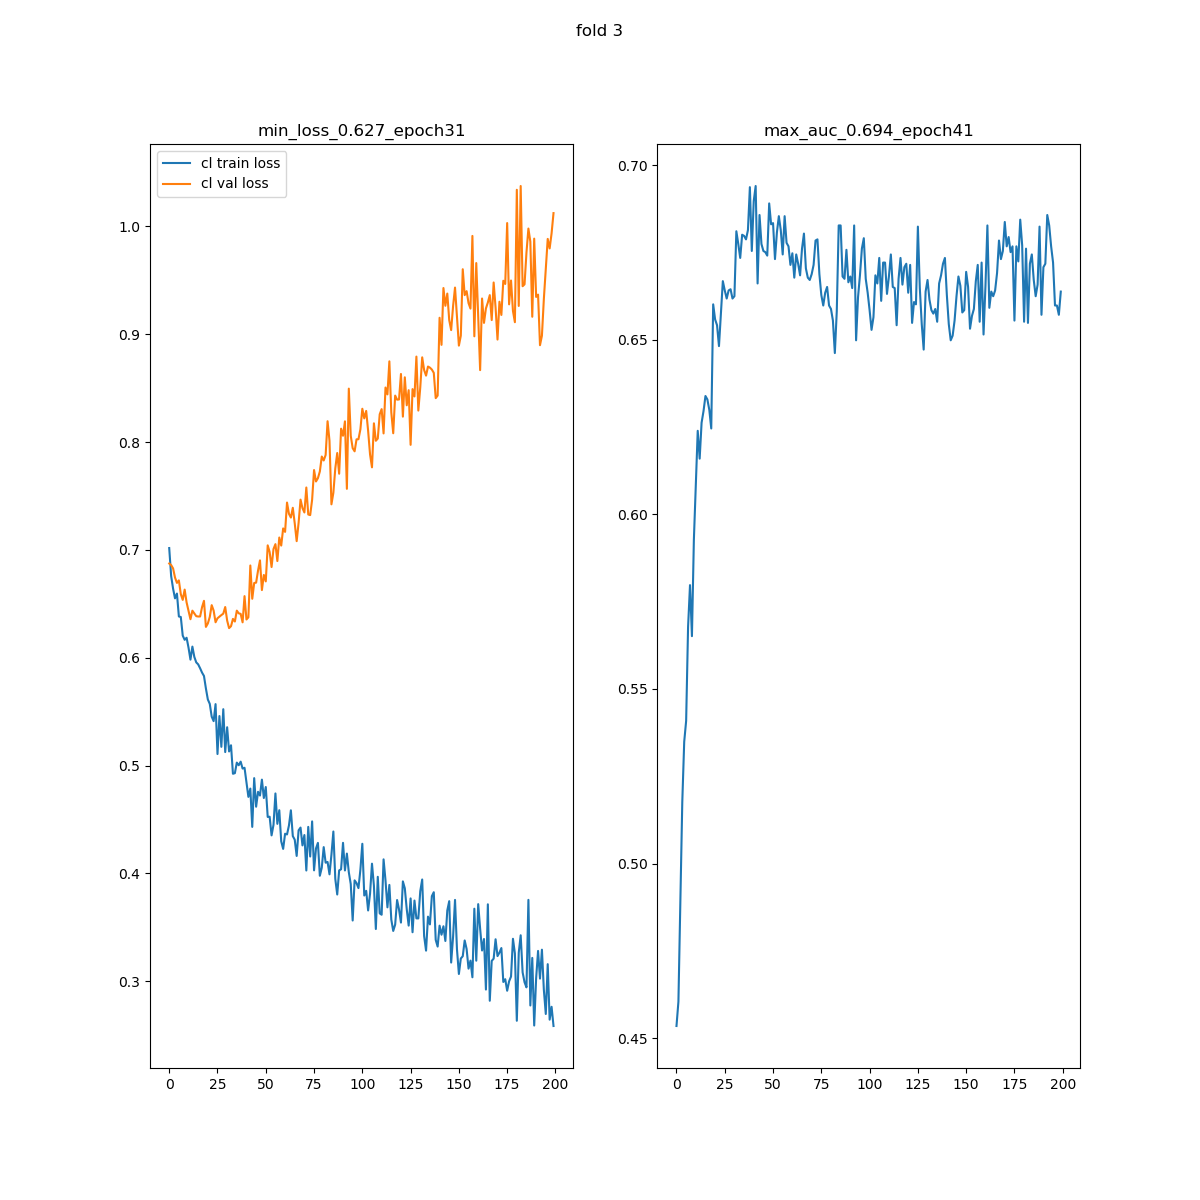 fold 3
min_loss_0.627_epoch31
cl train loss
cl val loss
1.0
0.9
0.8
0.7
0.6
0.5
0.4
0.3
0 25 50 75 100 125 150 175 200
max_auc_0.694_epoch41
0.70
0.65
0.60
0.55
0.50
0.45
0 25 50 75 100 125 150 175 200